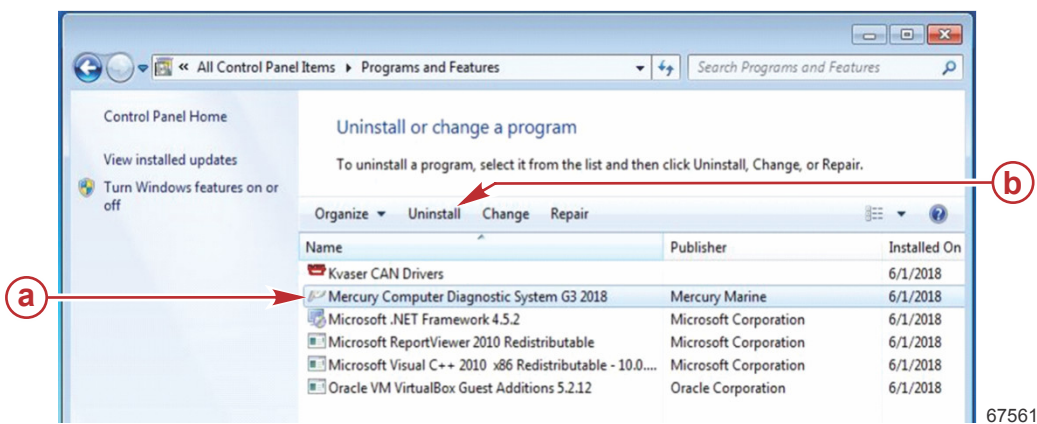 « All Control Panel Items ▸ Programs and Features
Search Programs and Features
Control Panel Home
View installed updates
Turn Windows features on or
off
Uninstall or change a program
To uninstall a program, select it from the list and then click Uninstall, Change, or Repair.
b
Organize Uninstall Change Repair
Name Publisher Installed On
Kvaser CAN Drivers 6/1/2018
a
Mercury Computer Diagnostic System G3 2018 Mercury Marine 6/1/2018
Microsoft .NET Framework 4.5.2 Microsoft Corporation 6/1/2018
Microsoft ReportViewer 2010 Redistributable Microsoft Corporation 6/1/2018
Microsoft Visual C++ 2010 x86 Redistributable - 10.0.... Microsoft Corporation 6/1/2018
Oracle VM VirtualBox Guest Additions 5.2.12 Oracle Corporation 6/1/2018
67561